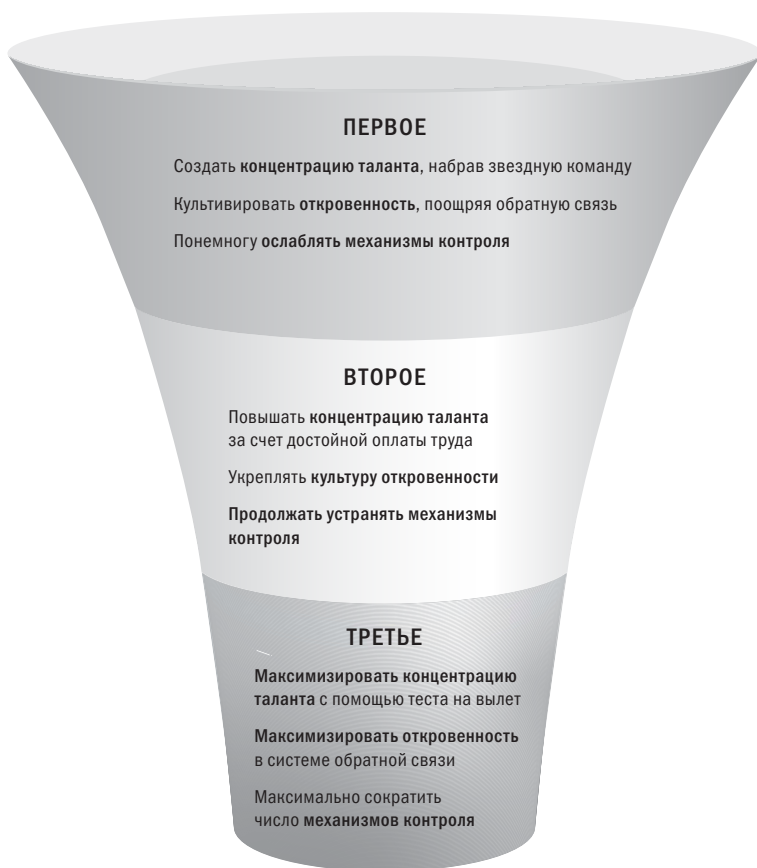 ПЕРВОЕ
Создать концентрацию таланта, набрав звездную команду
Культивировать откровенность, поощряя обратную связь
Понемногу ослаблять механизмы контроля
ВТОРОЕ
Повышать концентрацию таланта
за счет достойной оплаты труда
Укреплять культуру откровенности
Продолжать устранять механизмы
контроля
ТРЕТЬЕ
Максимизировать концентрацию
таланта с помощью теста на вылет
Максимизировать откровенность
в системе обратной связи
Максимально сократить
число механизмов контроля